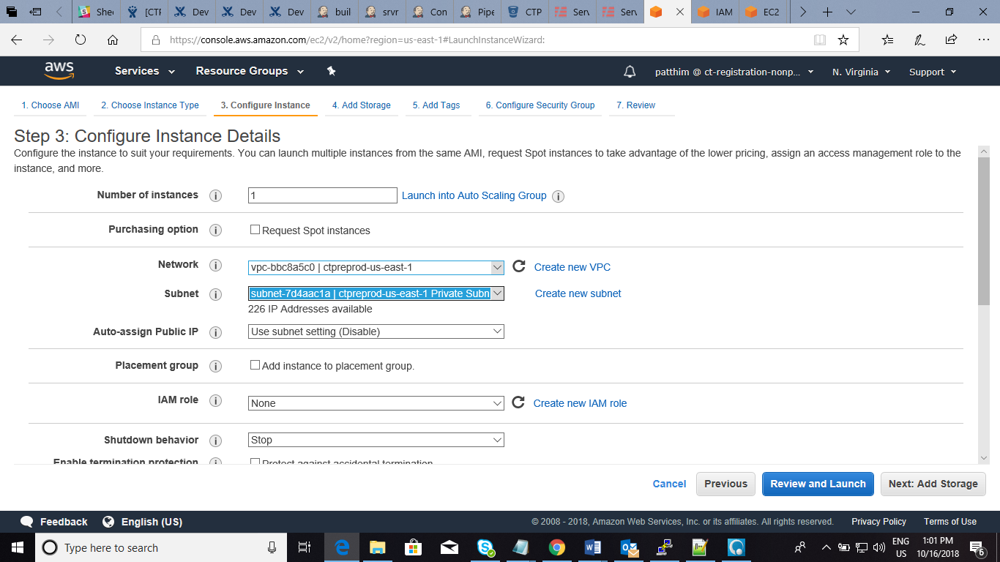 She
[CTF
Dev
Dev
Dev
buil
srvr
Con
Pipe
CTP
Serv
Serv
IAM
EC2
https://console.aws.amazon.com/ec2/v2/home?region=us-east-1#LaunchInstanceWizard:
aws
Services
Resource Groups
patthim @ ct-registration-nonp...
N. Virginia
Support
1. Choose AMI
2. Choose Instance Type
3. Configure Instance
4. Add Storage
5. Add Tags
6. Configure Security Group
7. Review
Step 3: Configure Instance Details
Configure the instance to suit your requirements. You can launch multiple instances from the same AMI, request Spot instances to take advantage of the lower pricing, assign an access management role to the
instance, and more.
Number of instances
1
Launch into Auto Scaling Group
Purchasing option
Request Spot instances
Network
vpc-bbc8a5c0 | ctpreprod-us-east-1
Create new VPC
Subnet
subnet-7d4aac1a | ctpreprod-us-east-1 Private Subn
Create new subnet
226 IP Addresses available
Auto-assign Public IP
Use subnet setting (Disable)
Placement group
Add instance to placement group.
IAM role
None
Create new IAM role
Shutdown behavior
Stop
Enable termination protection
Protect against accidental termination
Cancel
Previous
Review and Launch
Next: Add Storage
Feedback
English (US)
© 2008 - 2018, Amazon Web Services, Inc. or its affiliates. All rights reserved.
Privacy Policy
Terms of Use
Type here to search
ENG
US
1:01 PM
10/16/2018
6